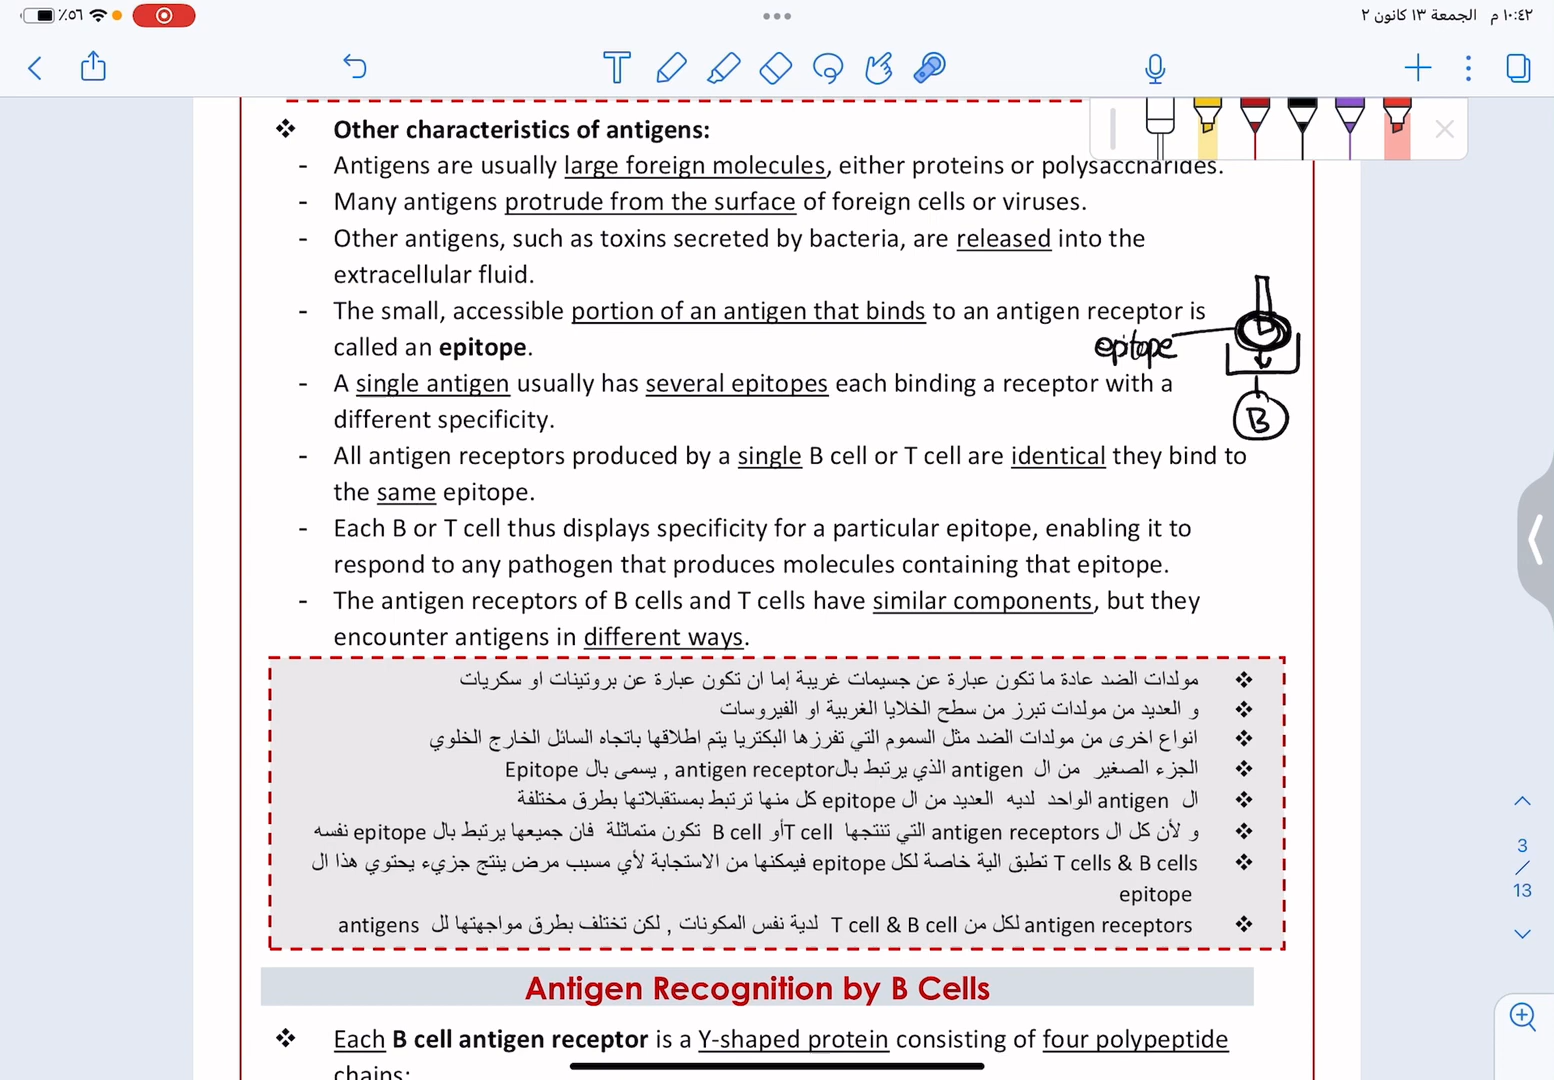 ٪٥٦
١٠:٤٢ م الجمعة ١٣ كانون ٢
❖ Other characteristics of antigens:
- Antigens are usually large foreign molecules, either proteins or polysaccharides.
- Many antigens protrude from the surface of foreign cells or viruses.
- Other antigens, such as toxins secreted by bacteria, are released into the
extracellular fluid.
- The small, accessible portion of an antigen that binds to an antigen receptor is
called an epitope.
epitope
- A single antigen usually has several epitopes each binding a receptor with a
different specificity.
B
- All antigen receptors produced by a single B cell or T cell are identical they bind to
the same epitope.
- Each B or T cell thus displays specificity for a particular epitope, enabling it to
respond to any pathogen that produces molecules containing that epitope.
- The antigen receptors of B cells and T cells have similar components, but they
encounter antigens in different ways.
❖ مولدات الضد عادة ما تكون عبارة عن جسيمات غريبة إما ان تكون عبارة عن بروتينات او سكريات
❖ و العديد من مولدات تبرز من سطح الخلايا الغريبة او الفيروسات
❖ انواع اخرى من مولدات الضد مثل السموم التي تفرزها البكتريا يتم اطلاقها باتجاه السائل الخارج الخلوي
❖ الجزء الصغير من ال antigen الذي يرتبط بالantigen receptor , يسمى بال Epitope
❖ ال antigen الواحد لديه العديد من ال epitope كل منها ترتبط بمستقبلاتها بطرق مختلفة
❖ و لأن كل ال antigen receptors التي تنتجها T cell أو B cell تكون متماثلة فان جميعها يرتبط بال epitope نفسه
❖ T cells & B cells تطبق الية خاصة لكل epitope فيمكنها من الاستجابة لأي مسبب مرض ينتج جزيء يحتوي هذا ال
epitope
❖ antigen receptors لكل من T cell & B cell لدية نفس المكونات , لكن تختلف بطرق مواجهتها لل antigens
Antigen Recognition by B Cells
❖ Each B cell antigen receptor is a Y-shaped protein consisting of four polypeptide
chains:
3
/
13